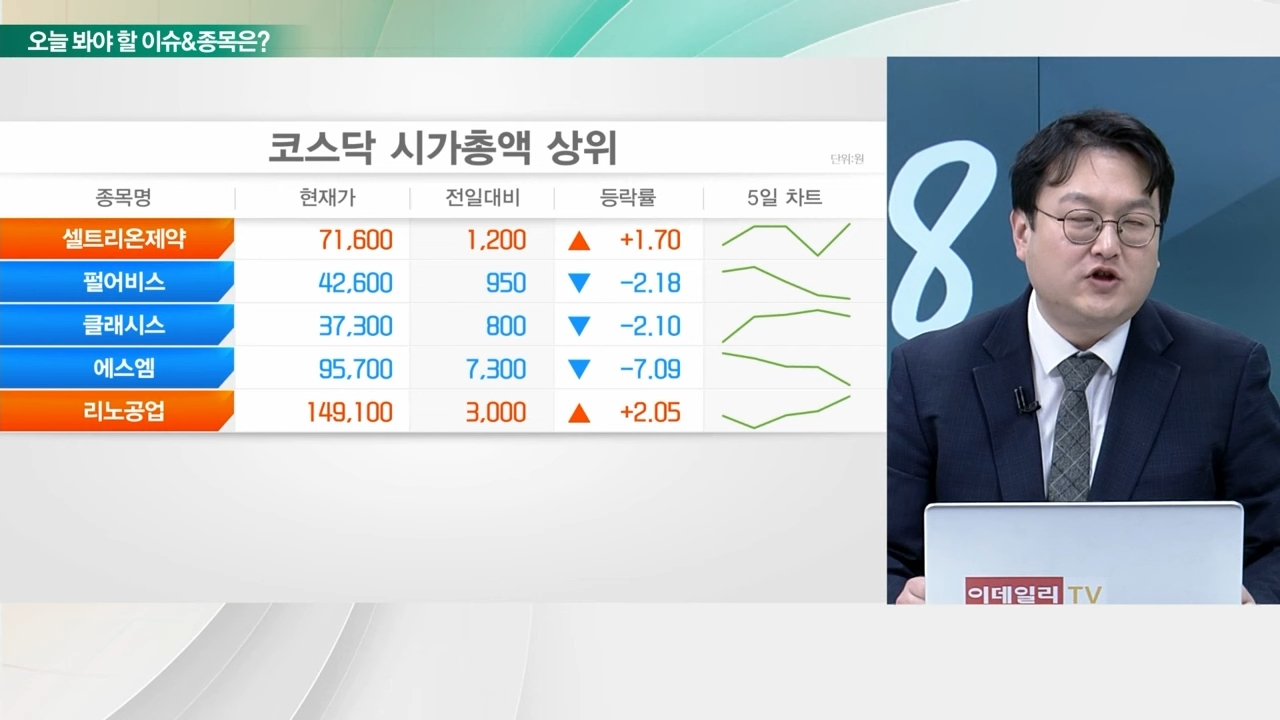 오늘 봐야 할 이슈&종목은?
코스닥 시가총액 상위
단위:원
종목명 현재가 전일대비 등락률 5일 차트
셀트리온제약 71,600 1,200 ▲ +1.70
펄어비스 42,600 950 ▼ -2.18
클래시스 37,300 800 ▼ -2.10
에스엠 95,700 7,300 ▼ -7.09
리노공업 149,100 3,000 ▲ +2.05
8
이데일리 TV